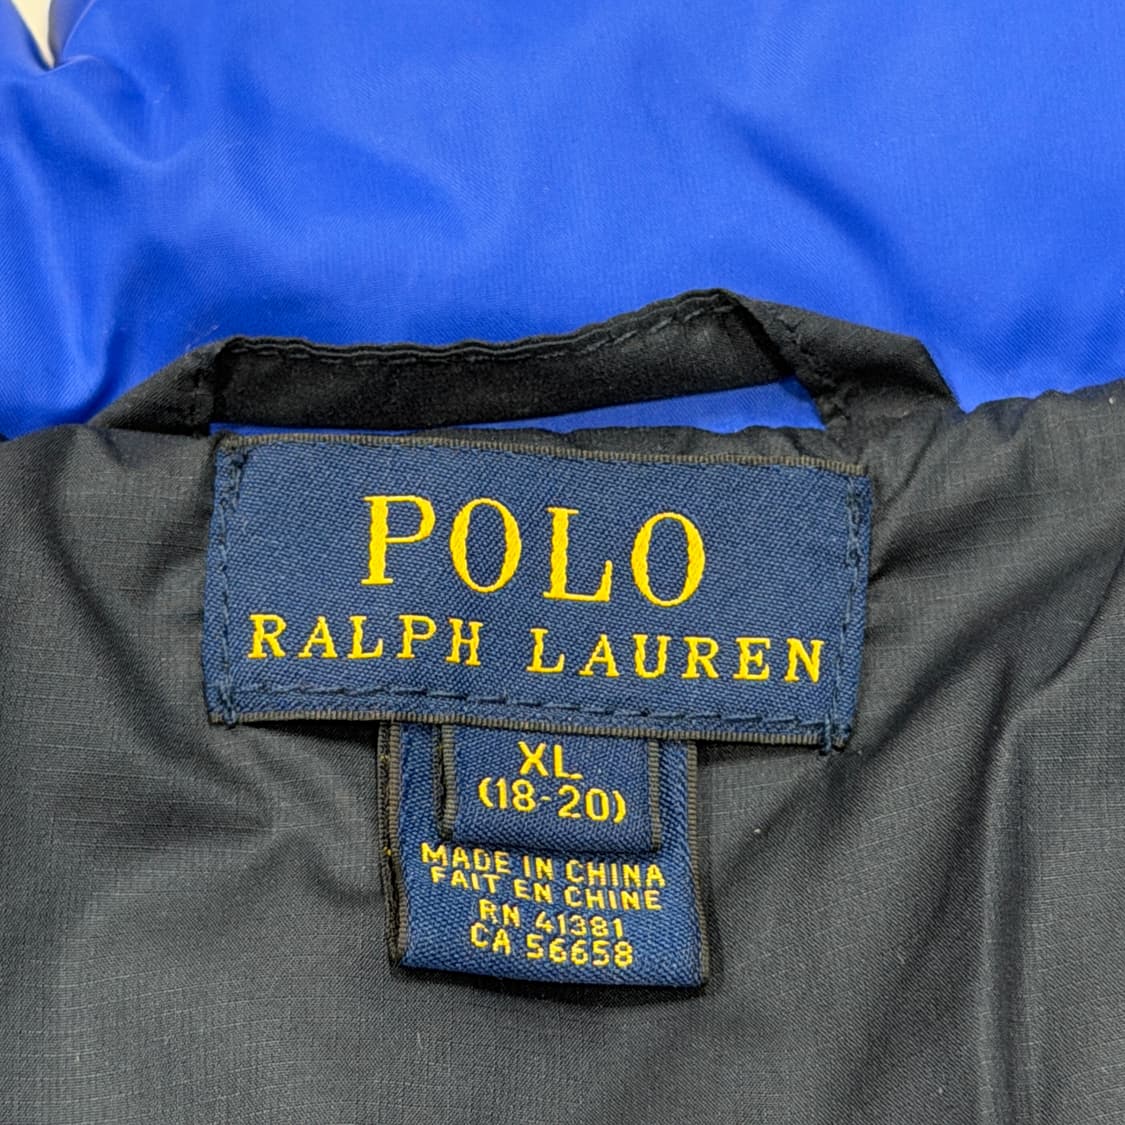 POLO
RALPH LAUREN
XL
(18-20)
MADE IN CHINA
FAIT EN CHINE
RN 41381
CA 56658